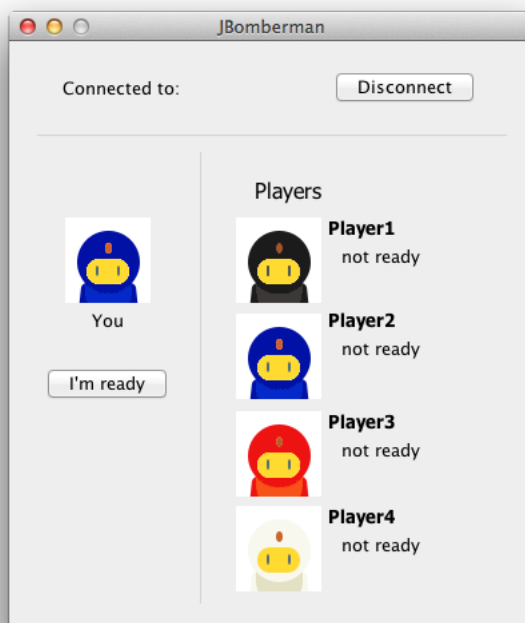 JBomberman
Connected to:
Disconnect
Players
You
I'm ready
Player1
not ready
Player2
not ready
Player3
not ready
Player4
not ready